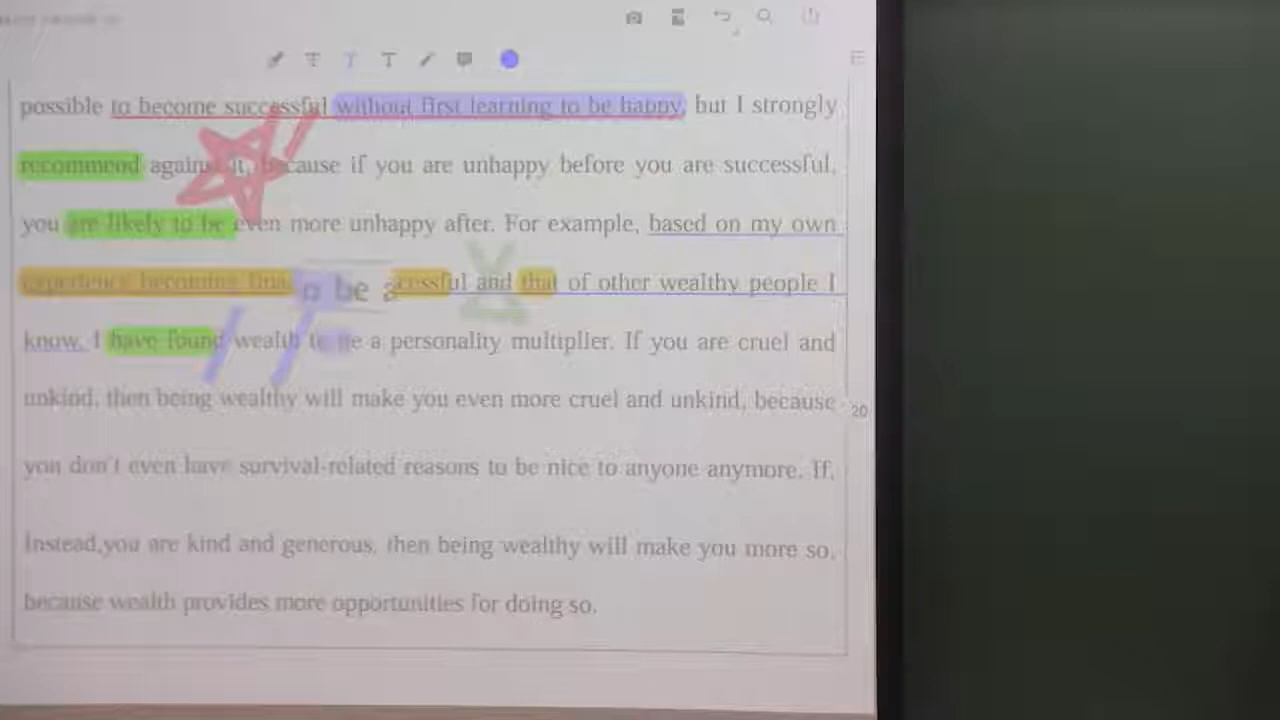 possible to become successful without first learning to be happy, but I strongly
recommend against it, because if you are unhappy before you are successful,
you are likely to be even more unhappy after. For example, based on my own
experience becoming be cessful and that of other wealthy people I
know, I have found wealth to be a personality multiplier. If you are cruel and
unkind, then being wealthy will make you even more cruel and unkind, because
20
you don't even have survival-related reasons to be nice to anyone anymore. If,
Instead,you are kind and generous, then being wealthy will make you more so,
because wealth provides more opportunities for doing so.